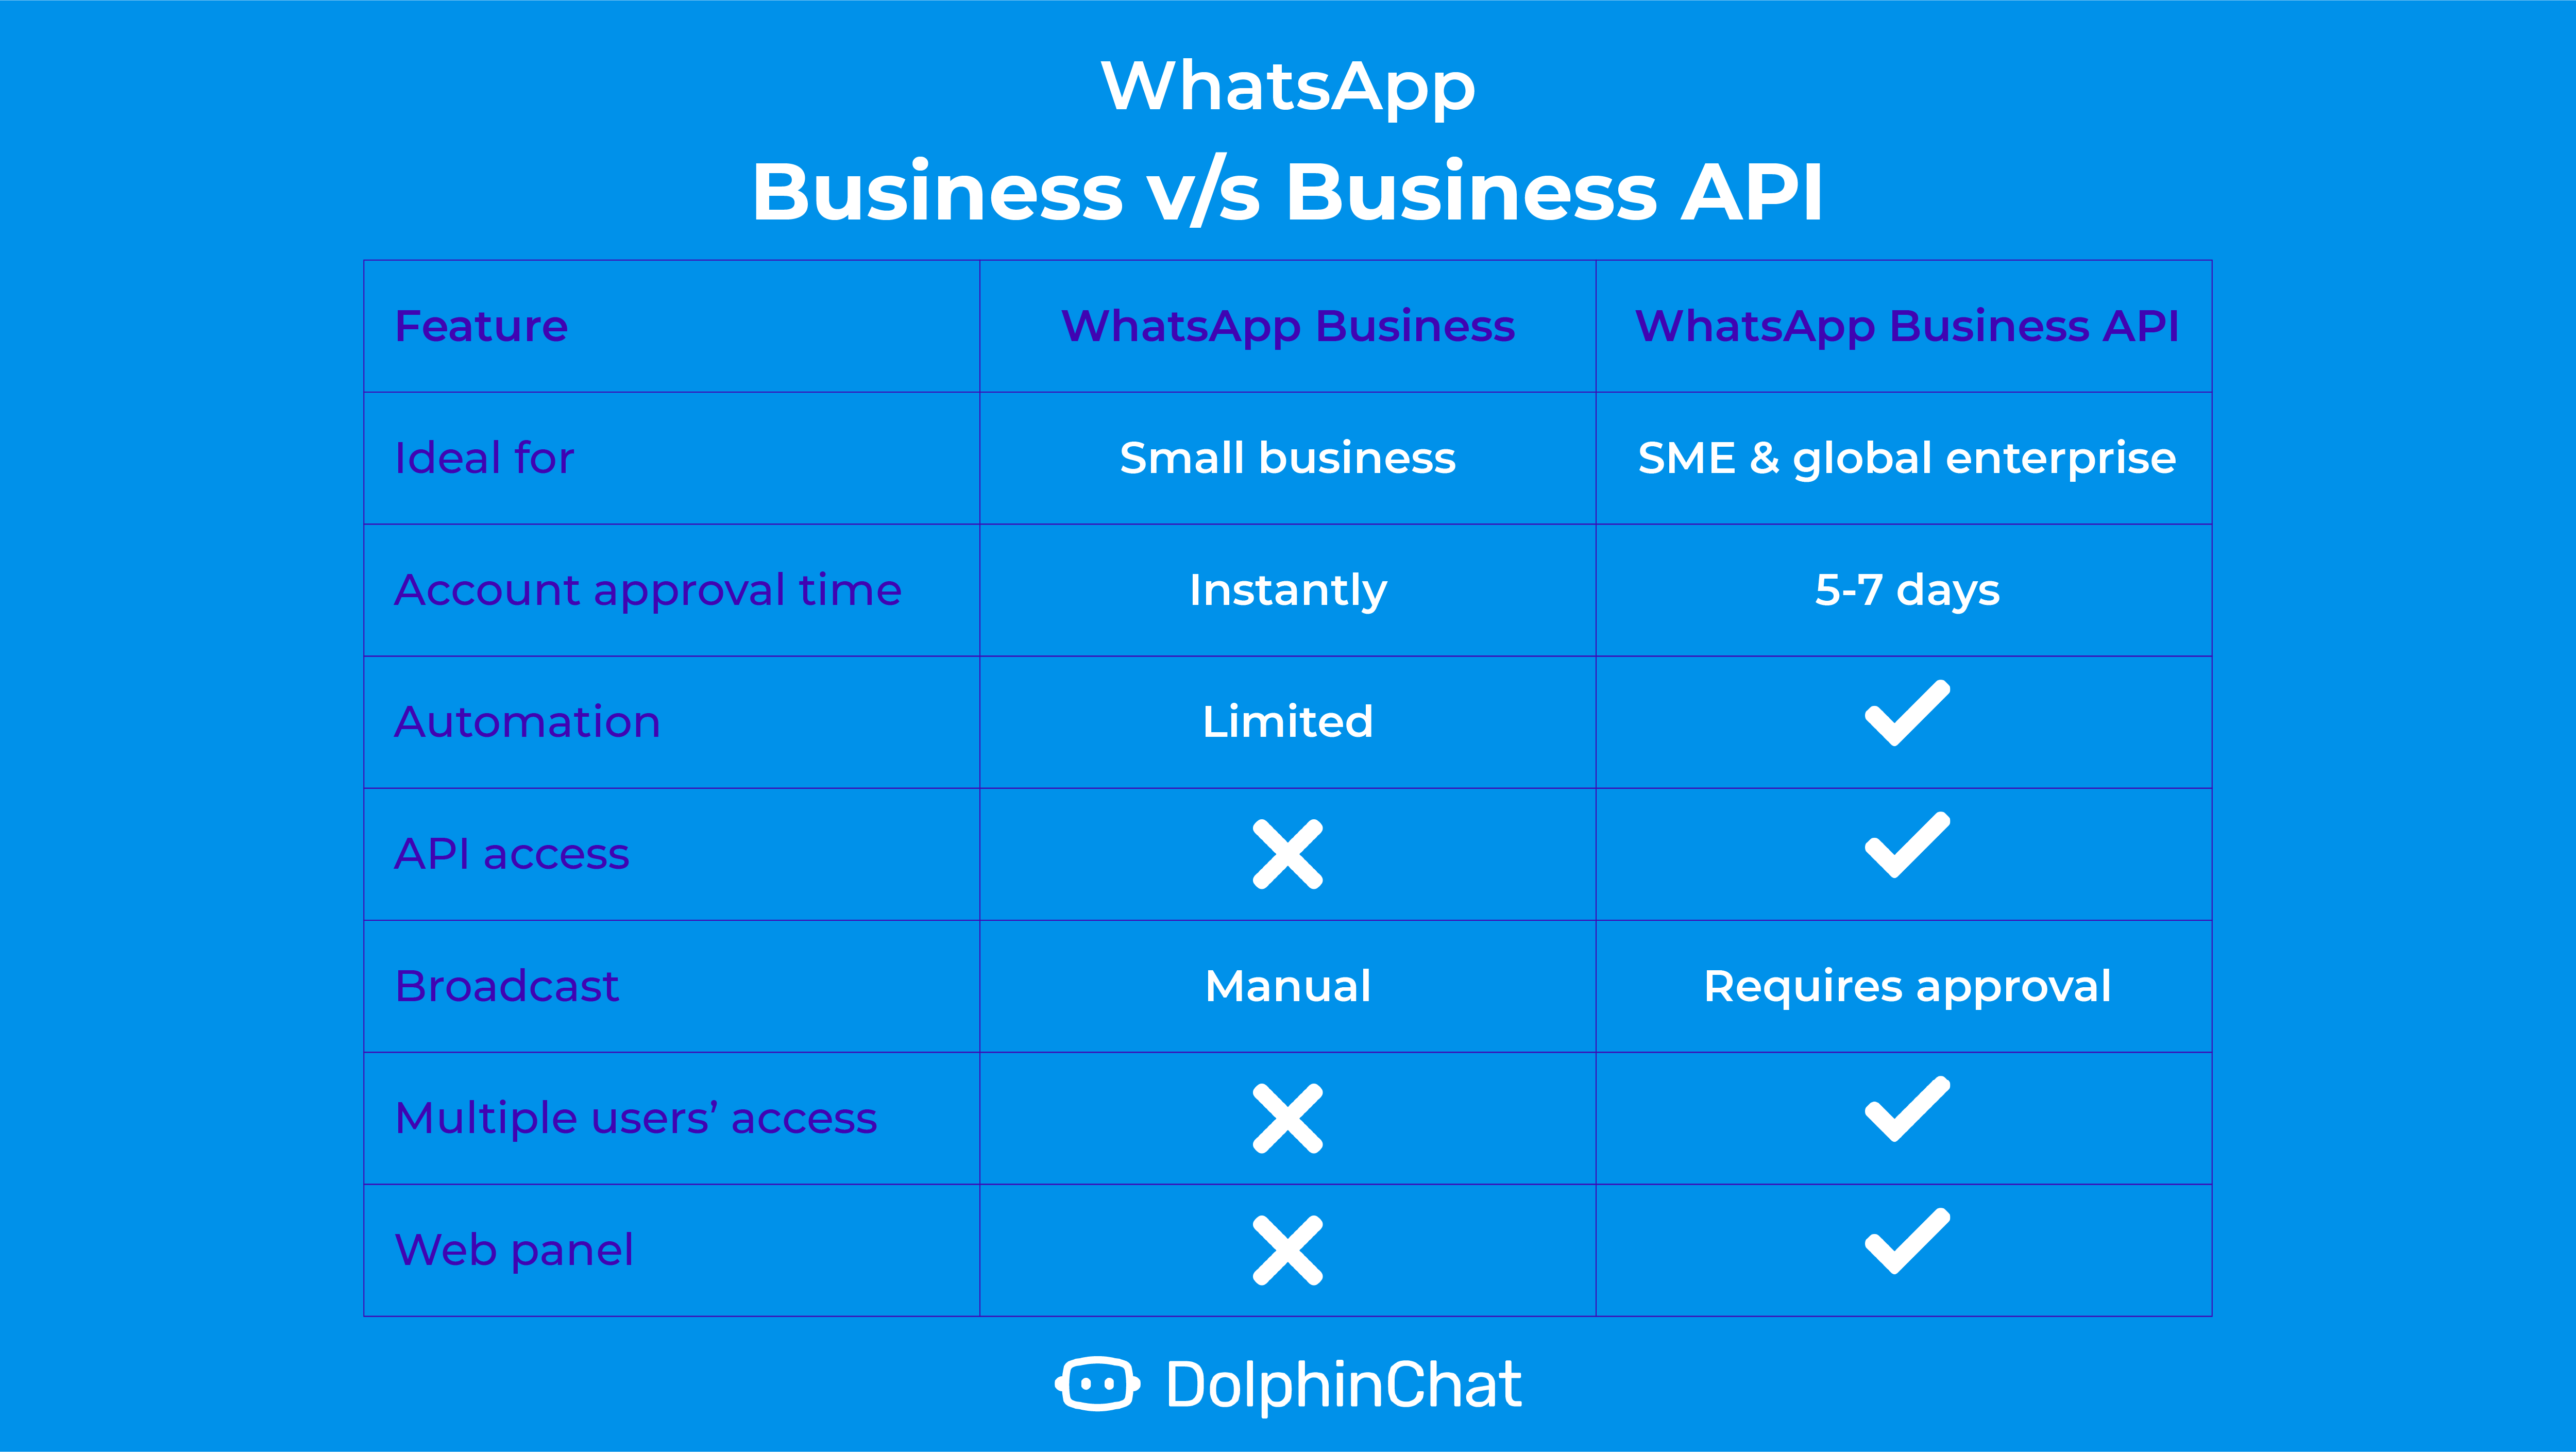 WhatsApp
Business v/s Business API
Feature WhatsApp Business WhatsApp Business API
Ideal for Small business SME & global enterprise
Account approval time Instantly 5-7 days
Automation Limited
API access
Broadcast Manual Requires approval
Multiple users’ access
Web panel
DolphinChat